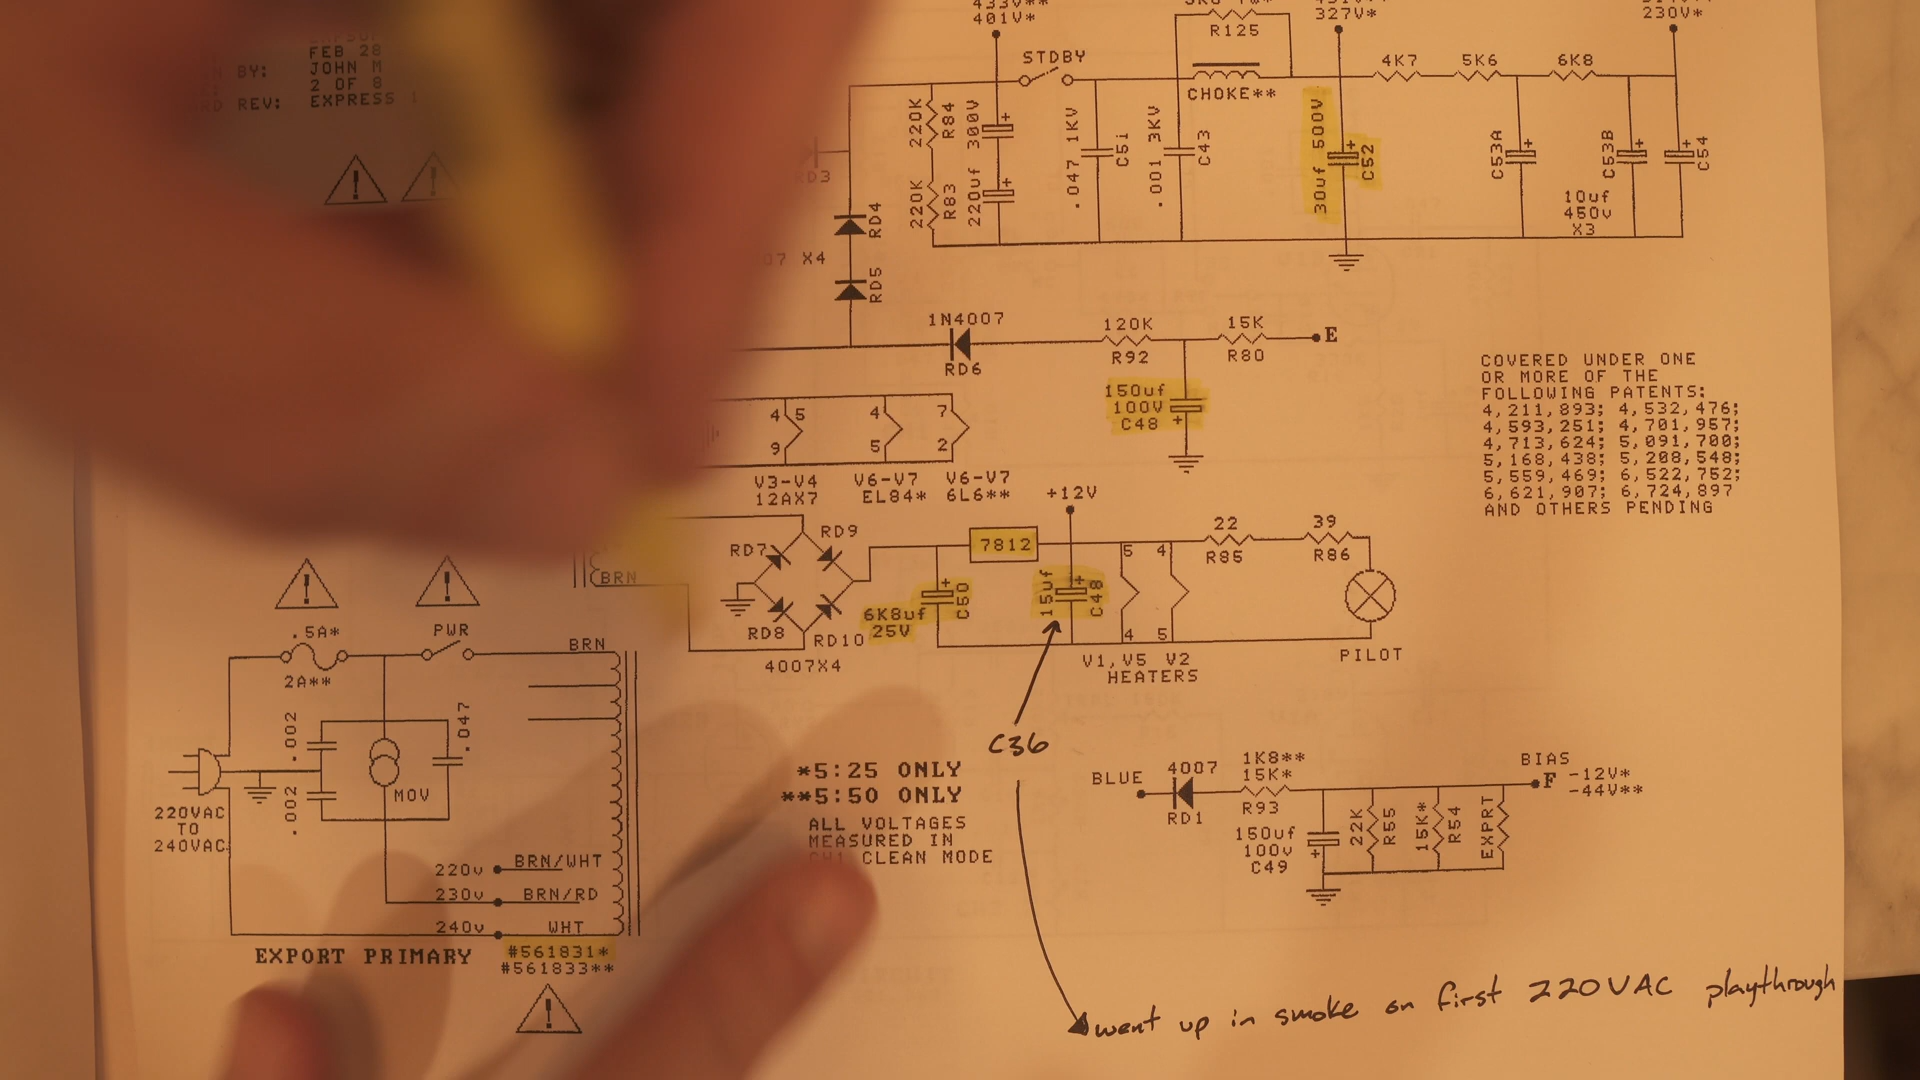 401V*
327V*
230V*
FEB 28
BY: JOHN M
2 OF 8
REV: EXPRESS
R125
STDBY
CHOKE**
4K7
5K6
6K8
220K
R84
220K
R83
220uf 300V
.047 1KV
C5i
.001 3KV
C43
30uf 500V
C52
C53A
C53B
C54
10uf
450v
X3
RD3
RD4
X4
RD5
1N4007
RD6
120K
R92
15K
R80
E
150uf
100V
C48
+
COVERED UNDER ONE
OR MORE OF THE
FOLLOWING PATENTS:
4,211,893; 4,532,476;
4,593,251; 4,701,957;
4,713,624; 5,091,700;
5,168,438; 5,208,548;
5,559,469; 6,522,752;
6,621,907; 6,724,897
AND OTHERS PENDING
4 5
4
7
9
5
2
V3-V4
12AX7
V6-V7
EL84*
V6-V7
6L6**
+12V
RD7
RD9
RD8
RD10
4007X4
BRN
7812
6K8uf
25V
C50
15uf
C48
5 4
4 5
V1,V5 V2
HEATERS
22
R85
39
R86
PILOT
.5A*
2A**
PWR
BRN
.002
.002
.047
MOV
220VAC
TO
240VAC
220v
BRN/WHT
230v
BRN/RD
240v
WHT
EXPORT PRIMARY
#561831*
#561833**
C36
*5:25 ONLY
**5:50 ONLY
ALL VOLTAGES
MEASURED IN
CLEAN MODE
BLUE
4007
RD1
1K8**
15K*
R93
150uf
100v
C49
22K
R55
15K*
R54
EXPRT
BIAS
F
-12V*
-44V**
went up in smoke on first 220VAC playthrough